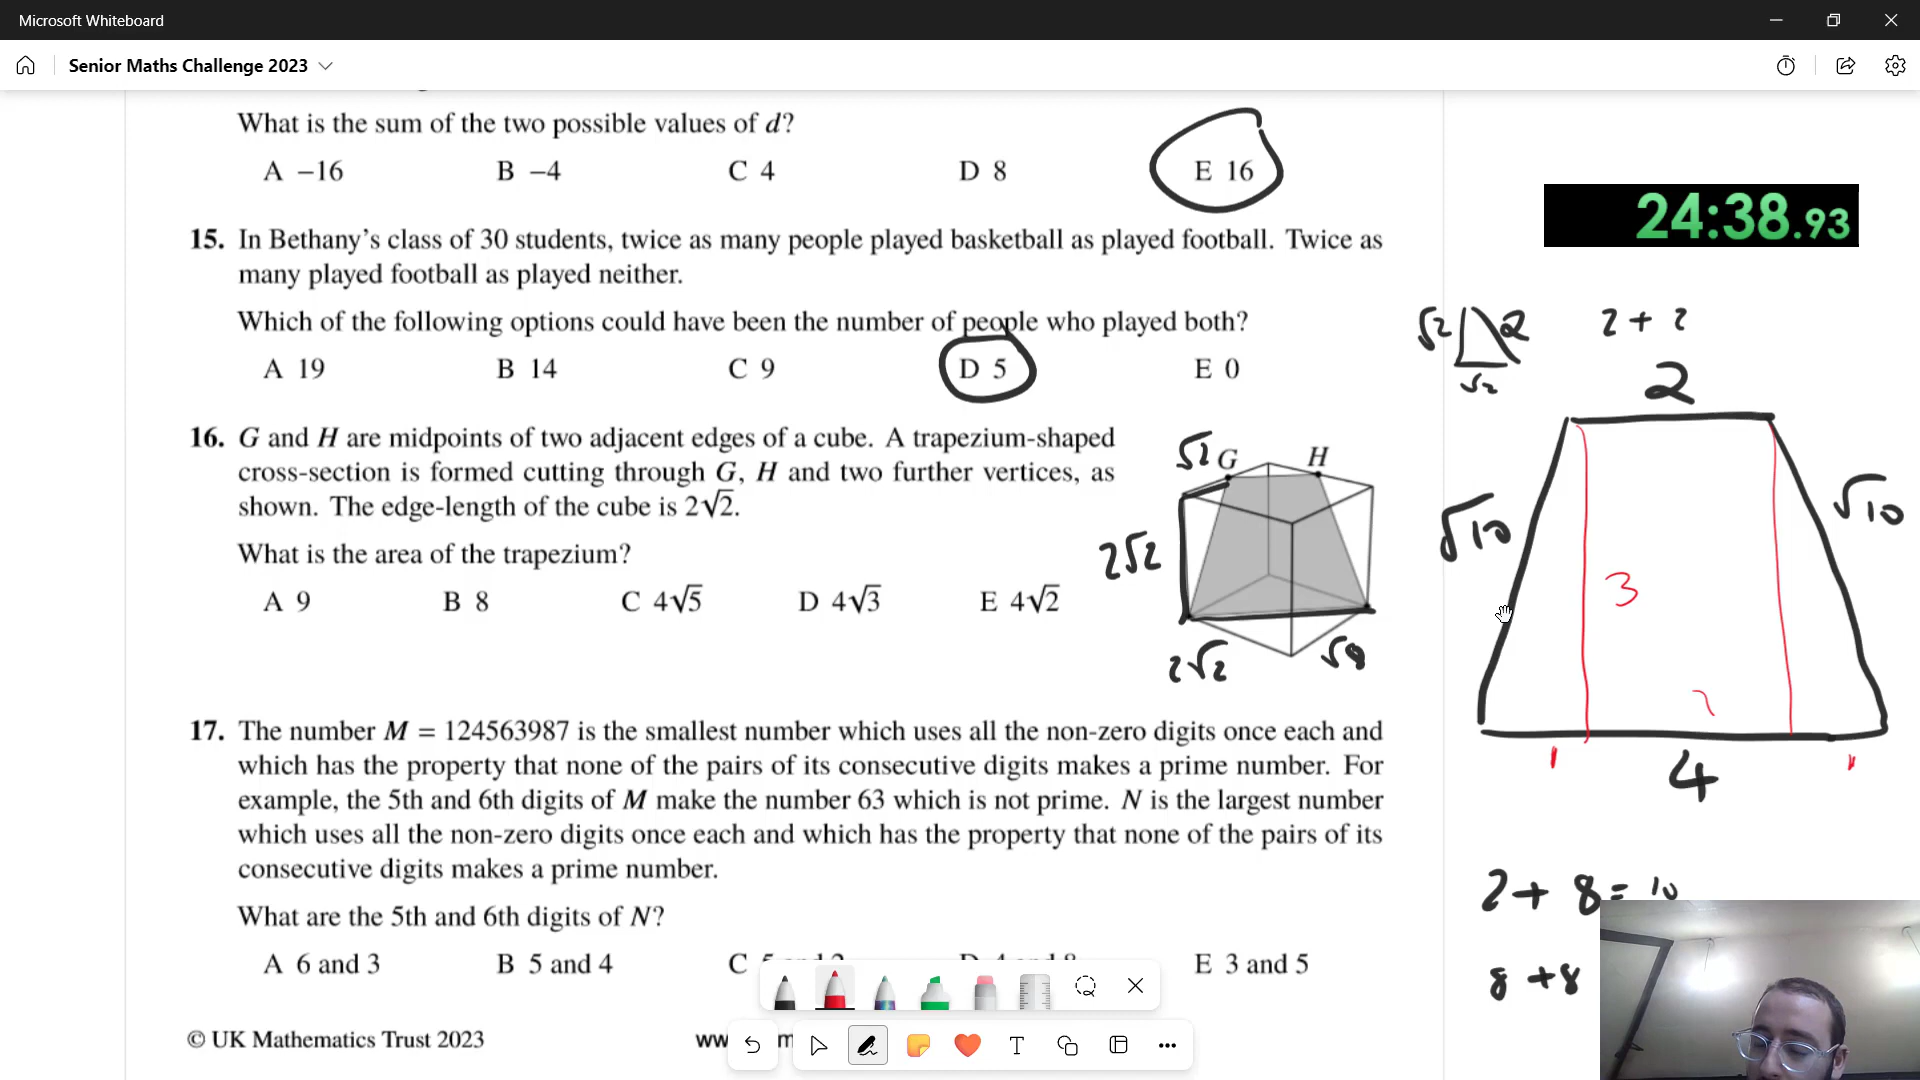 Microsoft Whiteboard
Senior Maths Challenge 2023
What is the sum of the two possible values of d?
A −16 B −4 C 4 D 8 E 16
24:38.93
15. In Bethany's class of 30 students, twice as many people played basketball as played football. Twice as
many played football as played neither.
Which of the following options could have been the number of people who played both?
A 19 B 14 C 9 D 5 E 0
√2 2 √2
2 + 2
2
16. G and H are midpoints of two adjacent edges of a cube. A trapezium-shaped
cross-section is formed cutting through G, H and two further vertices, as
shown. The edge-length of the cube is 2√2.
What is the area of the trapezium?
A 9 B 8 C 4√5 D 4√3 E 4√2
√2 G H
2√2
2√2 √8
√10 √10
3
1 1
4
17. The number M = 124563987 is the smallest number which uses all the non-zero digits once each and
which has the property that none of the pairs of its consecutive digits makes a prime number. For
example, the 5th and 6th digits of M make the number 63 which is not prime. N is the largest number
which uses all the non-zero digits once each and which has the property that none of the pairs of its
consecutive digits makes a prime number.
What are the 5th and 6th digits of N?
A 6 and 3 B 5 and 4 C E 3 and 5
2 + 8 = 10
8 + 8
© UK Mathematics Trust 2023
ww